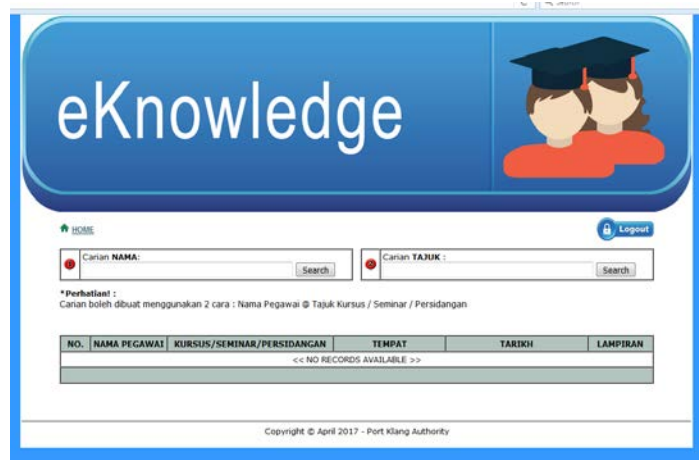 eKnowledge
HOME
Logout
Carian NAMA:
Search
Carian TAJUK :
Search
*Perhatian! :
Carian boleh dibuat menggunakan 2 cara : Nama Pegawai @ Tajuk Kursus / Seminar / Persidangan
NO. NAMA PEGAWAI KURSUS/SEMINAR/PERSIDANGAN TEMPAT TARIKH LAMPIRAN
<< NO RECORDS AVAILABLE >>
Copyright © April 2017 - Port Klang Authority